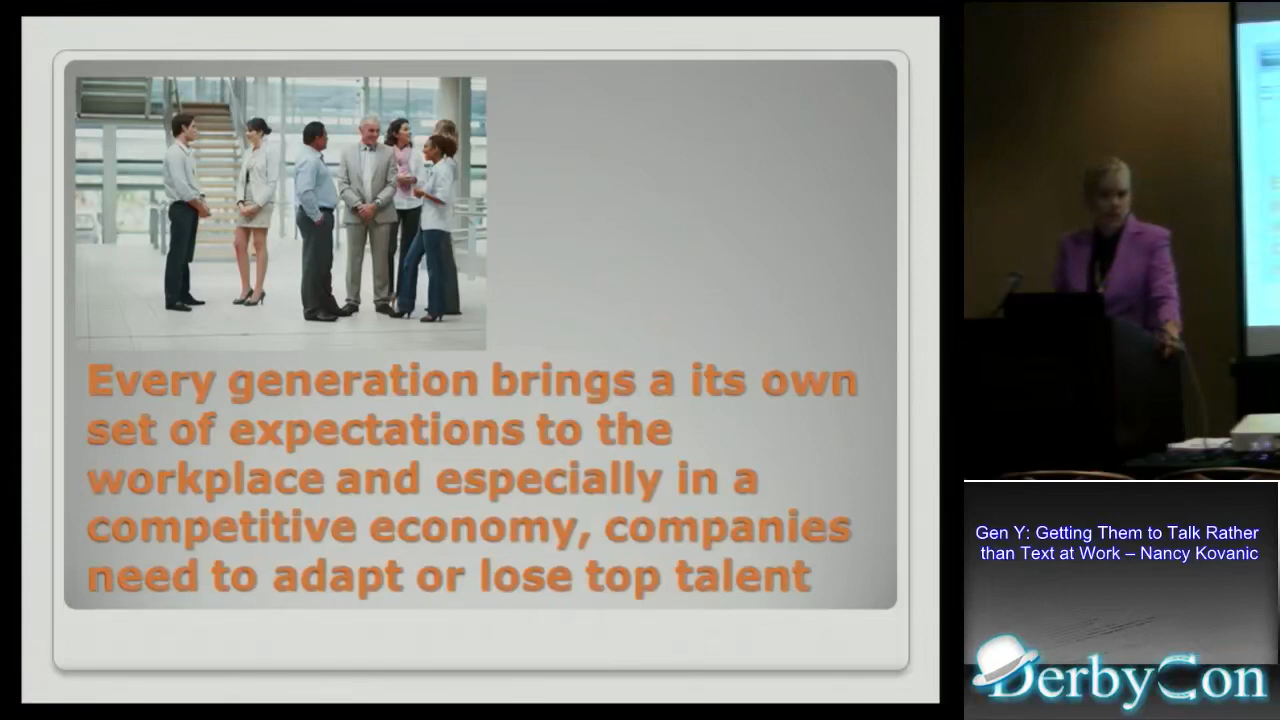 Every generation brings a its own
set of expectations to the
workplace and especially in a
competitive economy, companies
need to adapt or lose top talent
Gen Y: Getting Them to Talk Rather
than Text at Work – Nancy Kovanic
DerbyCon